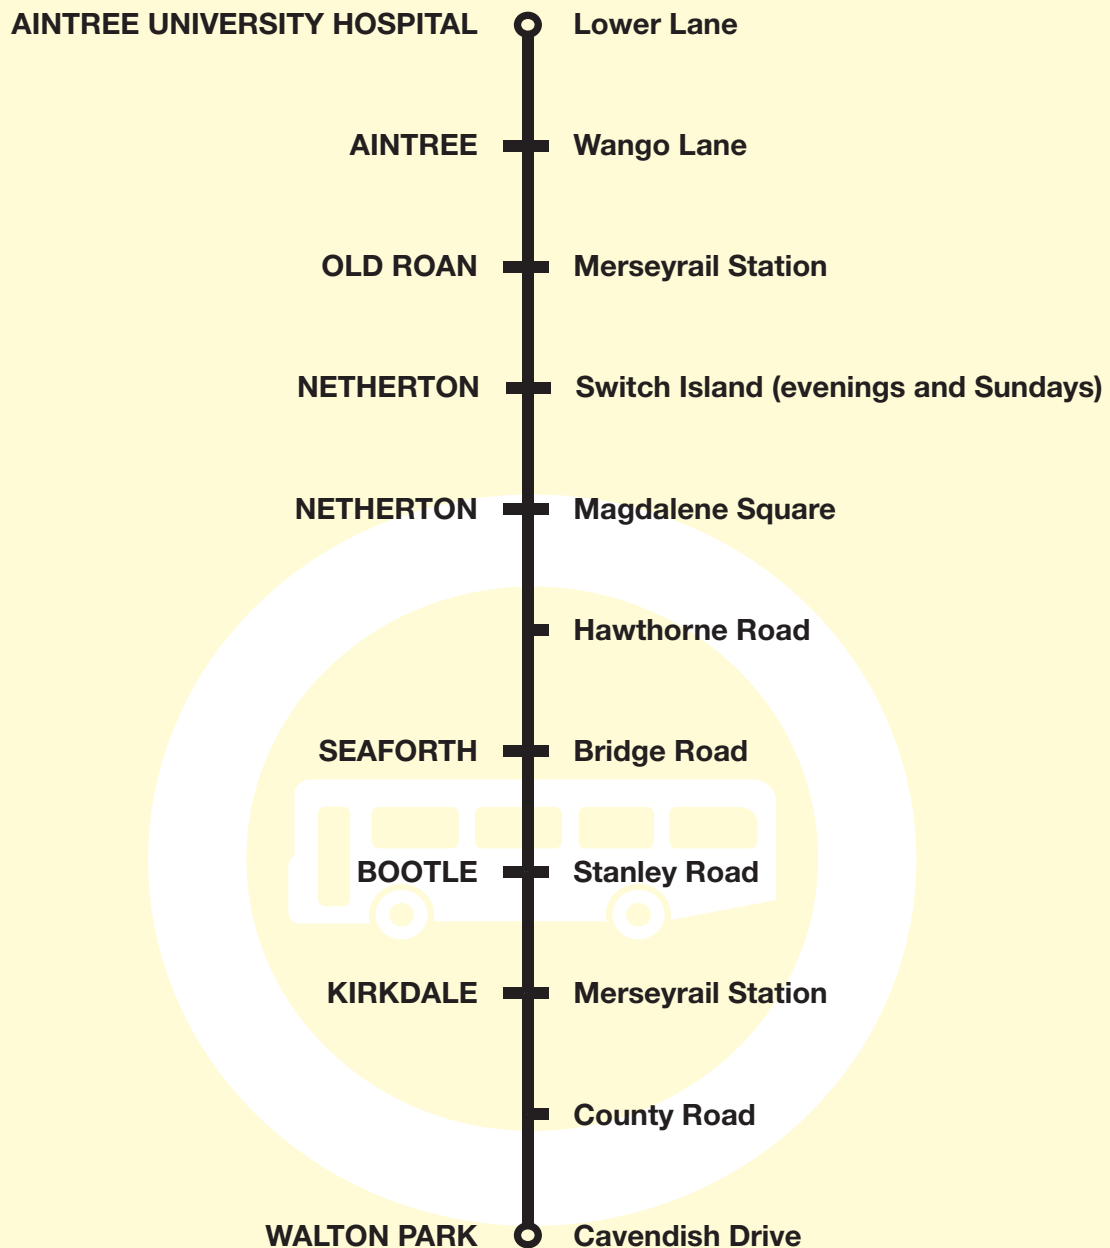 AINTREE UNIVERSITY HOSPITAL Lower Lane
AINTREE Wango Lane
OLD ROAN Merseyrail Station
NETHERTON Switch Island (evenings and Sundays)
NETHERTON Magdalene Square
Hawthorne Road
SEAFORTH Bridge Road
BOOTLE Stanley Road
KIRKDALE Merseyrail Station
County Road
WALTON PARK Cavendish Drive